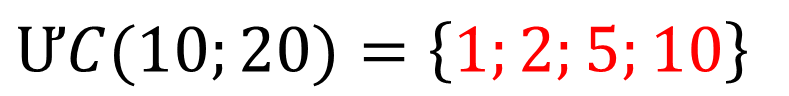 ƯC(10; 20) = {1; 2; 5; 10}